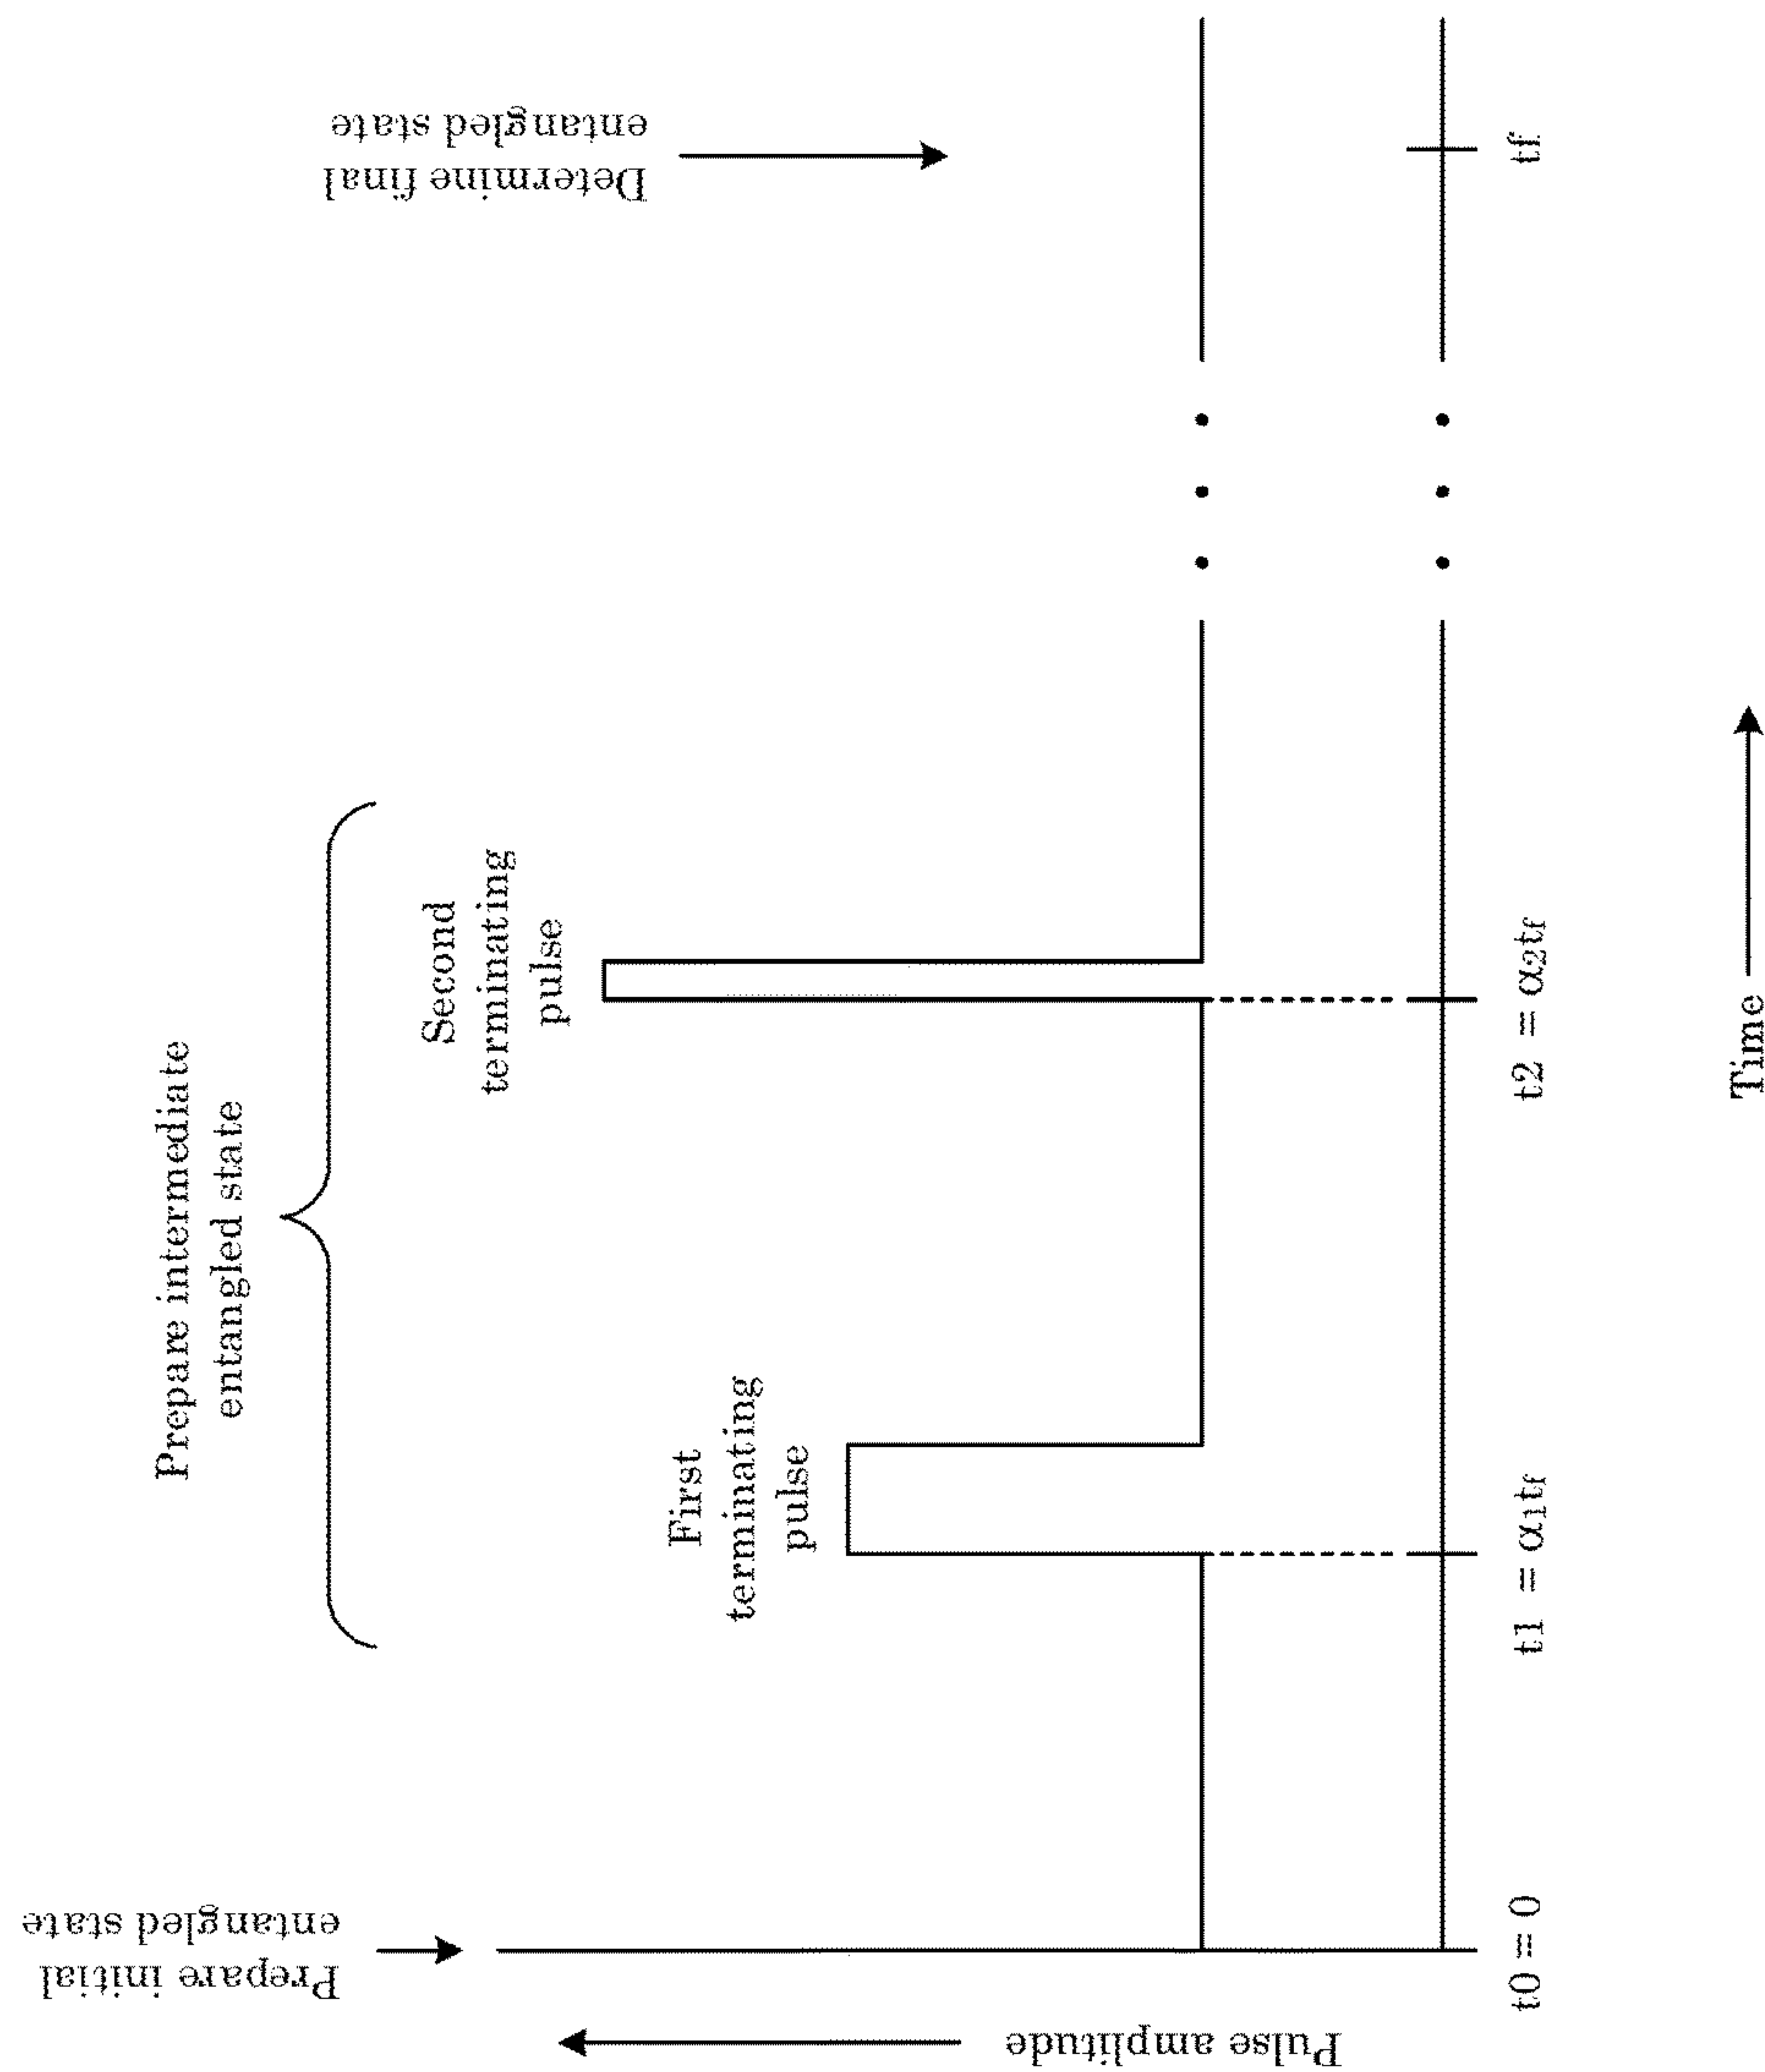 Prepare initial
entangled state
Prepare intermediate
entangled state
Determine final
entangled state
First
terminating
pulse
Second
terminating
pulse
Pulse amplitude
t0 = 0
t1 = α₁tf
t2 = α₂tf
tf
Time